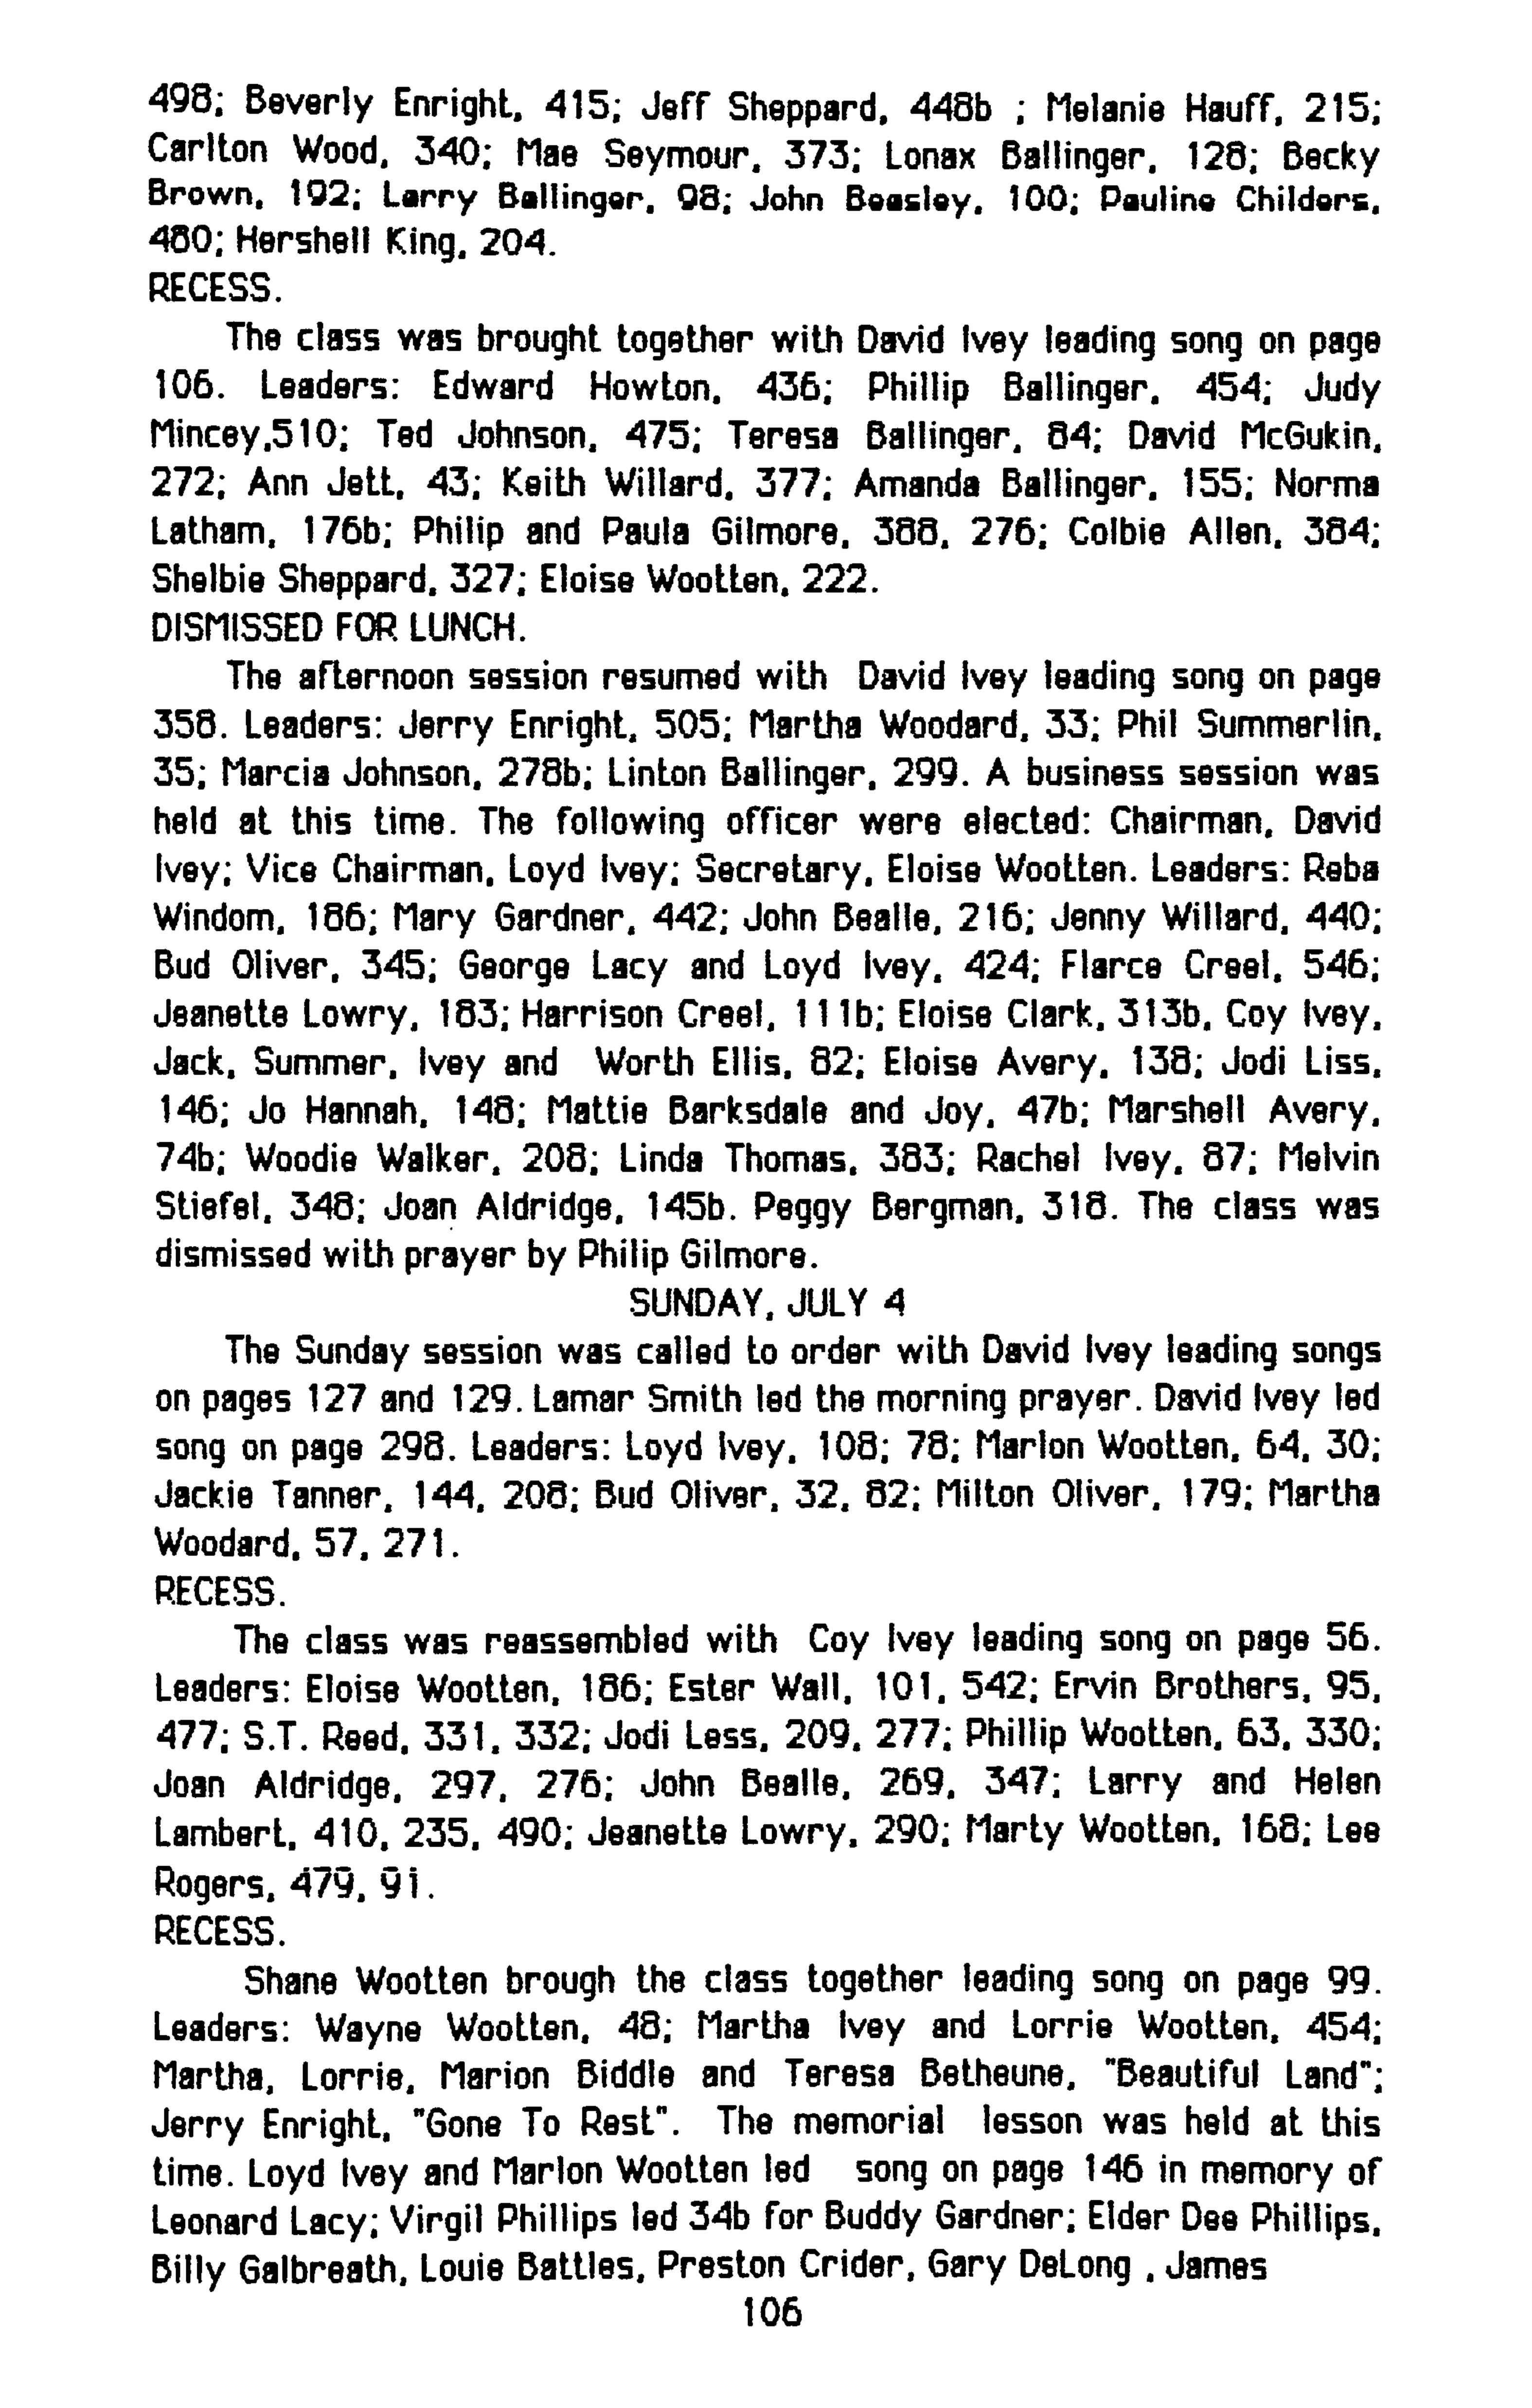 498; Beverly Enright, 415; Jeff Sheppard, 448b ; Melanie Hauff, 215;
Carlton Wood, 340; Mae Seymour, 373; Lonax Ballinger, 128; Becky
Brown, 192; Larry Ballinger, 98; John Beasley, 100; Pauline Childers,
480; Hershell King, 204.
RECESS.
The class was brought together with David Ivey leading song on page
106. Leaders: Edward Howton, 436; Phillip Ballinger, 454; Judy
Mincey,510; Ted Johnson, 475; Teresa Ballinger, 84; David McGukin,
272; Ann Jett, 43; Keith Willard, 377; Amanda Ballinger, 155; Norma
Latham, 176b; Philip and Paula Gilmore, 388, 276; Colbie Allen, 384;
Shelbie Sheppard, 327; Eloise Wootten, 222.
DISMISSED FOR LUNCH.
The afternoon session resumed with David Ivey leading song on page
358. Leaders: Jerry Enright, 505; Martha Woodard, 33; Phil Summerlin,
35; Marcia Johnson, 278b; Linton Ballinger, 299. A business session was
held at this time. The following officer were elected: Chairman, David
Ivey; Vice Chairman, Loyd Ivey; Secretary, Eloise Wootten. Leaders: Reba
Windom, 186; Mary Gardner, 442; John Bealle, 216; Jenny Willard, 440;
Bud Oliver, 345; George Lacy and Loyd Ivey, 424; Flarce Creel, 546;
Jeanette Lowry, 183; Harrison Creel, 111b; Eloise Clark, 313b, Coy Ivey,
Jack, Summer, Ivey and Worth Ellis, 82; Eloise Avery, 138; Jodi Liss,
146; Jo Hannah, 148; Mattie Barksdale and Joy, 47b; Marshell Avery,
74b; Woodie Walker, 208; Linda Thomas, 383; Rachel Ivey, 87; Melvin
Stiefel, 348; Joan Aldridge, 145b. Peggy Bergman, 318. The class was
dismissed with prayer by Philip Gilmore.
SUNDAY, JULY 4
The Sunday session was called to order with David Ivey leading songs
on pages 127 and 129. Lamar Smith led the morning prayer. David Ivey led
song on page 298. Leaders: Loyd Ivey, 108; 78; Marlon Wootten, 64, 30;
Jackie Tanner, 144, 208; Bud Oliver, 32, 82; Milton Oliver, 179; Martha
Woodard, 57, 271.
RECESS.
The class was reassembled with Coy Ivey leading song on page 56.
Leaders: Eloise Wootten, 186; Ester Wall, 101, 542; Ervin Brothers, 95,
477; S.T. Reed, 331, 332; Jodi Less, 209, 277; Phillip Wootten, 63, 330;
Joan Aldridge, 297, 276; John Bealle, 269, 347; Larry and Helen
Lambert, 410, 235, 490; Jeanette Lowry, 290; Marty Wootten, 168; Lee
Rogers, 479, 91.
RECESS.
Shane Wootten brough the class together leading song on page 99.
Leaders: Wayne Wootten, 48; Martha Ivey and Lorrie Wootten, 454;
Martha, Lorrie, Marion Biddle and Teresa Betheune, "Beautiful Land";
Jerry Enright, "Gone To Rest". The memorial lesson was held at this
time. Loyd Ivey and Marlon Wootten led song on page 146 in memory of
Leonard Lacy; Virgil Phillips led 34b for Buddy Gardner; Elder Dee Phillips,
Billy Galbreath, Louie Battles, Preston Crider, Gary DeLong , James
106